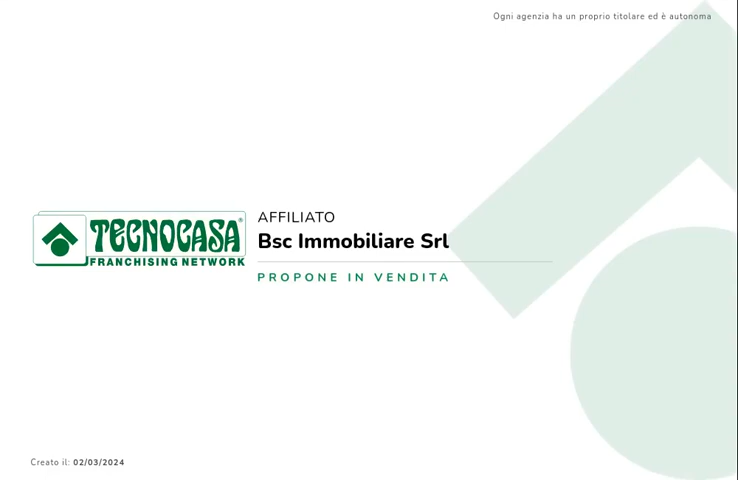 Ogni agenzia ha un proprio titolare ed è autonoma
TECNOCASA®
FRANCHISING NETWORK
AFFILIATO
Bsc Immobiliare Srl
PROPONE IN VENDITA
Creato il: 02/03/2024